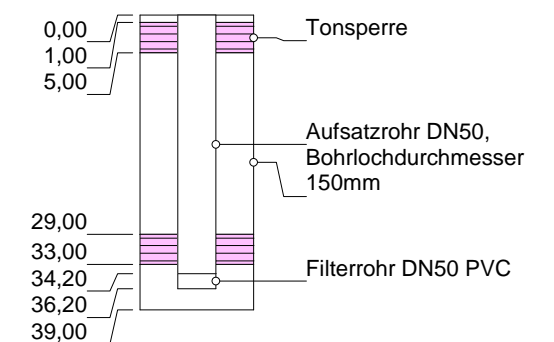 0,00
1,00
5,00
Tonsperre
Aufsatzrohr DN50,
Bohrlochdurchmesser
150mm
29,00
33,00
34,20
36,20
39,00
Filterrohr DN50 PVC